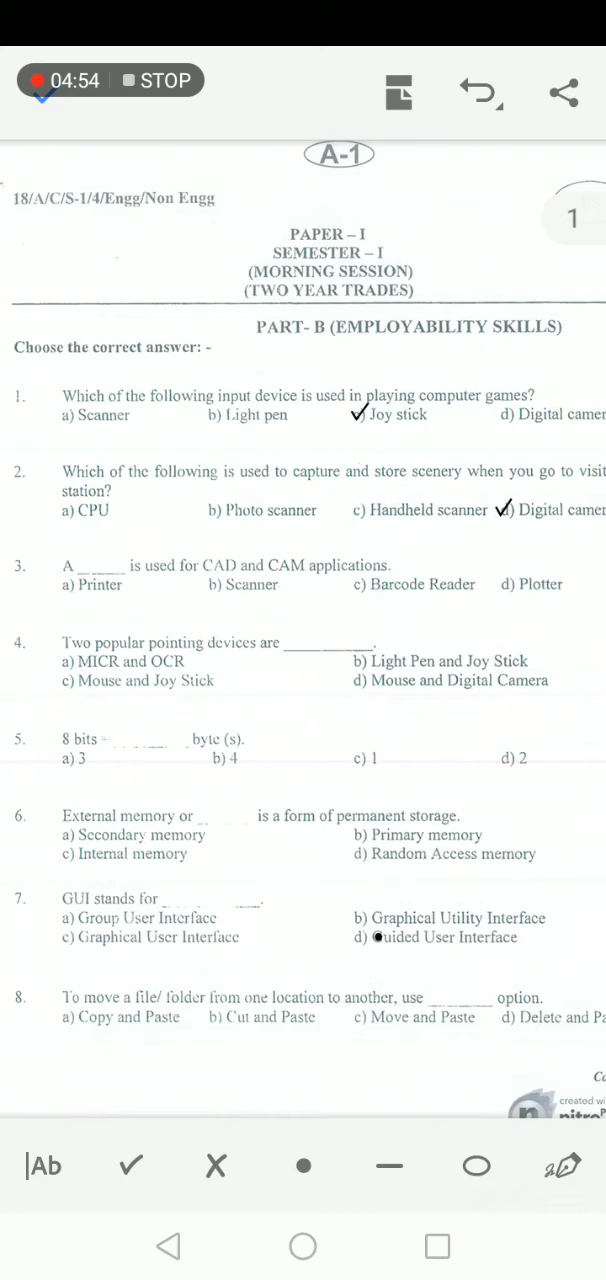 04:54 STOP
A-1
18/A/C/S-1/4/Engg/Non Engg
1
PAPER – I
SEMESTER – I
(MORNING SESSION)
(TWO YEAR TRADES)
PART- B (EMPLOYABILITY SKILLS)
Choose the correct answer: -
1. Which of the following input device is used in playing computer games?
a) Scanner b) Light pen ✓) Joy stick d) Digital camer
2. Which of the following is used to capture and store scenery when you go to visit
station?
a) CPU b) Photo scanner c) Handheld scanner d) Digital camer
3. A ______ is used for CAD and CAM applications.
a) Printer b) Scanner c) Barcode Reader d) Plotter
4. Two popular pointing devices are __________.
a) MICR and OCR b) Light Pen and Joy Stick
c) Mouse and Joy Stick d) Mouse and Digital Camera
5. 8 bits = ________ byte (s).
a) 3 b) 4 c) 1 d) 2
6. External memory or ______ is a form of permanent storage.
a) Secondary memory b) Primary memory
c) Internal memory d) Random Access memory
7. GUI stands for __________.
a) Group User Interface b) Graphical Utility Interface
c) Graphical User Interface d) Guided User Interface
8. To move a file/ folder from one location to another, use _______ option.
a) Copy and Paste b) Cut and Paste c) Move and Paste d) Delete and Pa
Co
created wi
nitroP
Ab